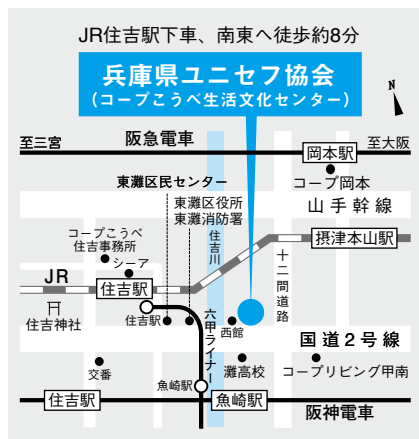 JR住吉駅下車、南東へ徒歩約8分
兵庫県ユニセフ協会
(コープこうべ生活文化センター)
N
至三宮
阪急電車
至大阪
岡本駅
コープ岡本
東灘区民センター
東灘区役所
東灘消防署
山手幹線
コープこうべ
住吉事務所
シーア
住吉川
十二間道路
摂津本山駅
JR
住吉駅
住吉神社
住吉駅
六甲ライナー
西館
国道2号線
交番
灘高校
コープリビング甲南
魚崎駅
住吉駅
魚崎駅
阪神電車